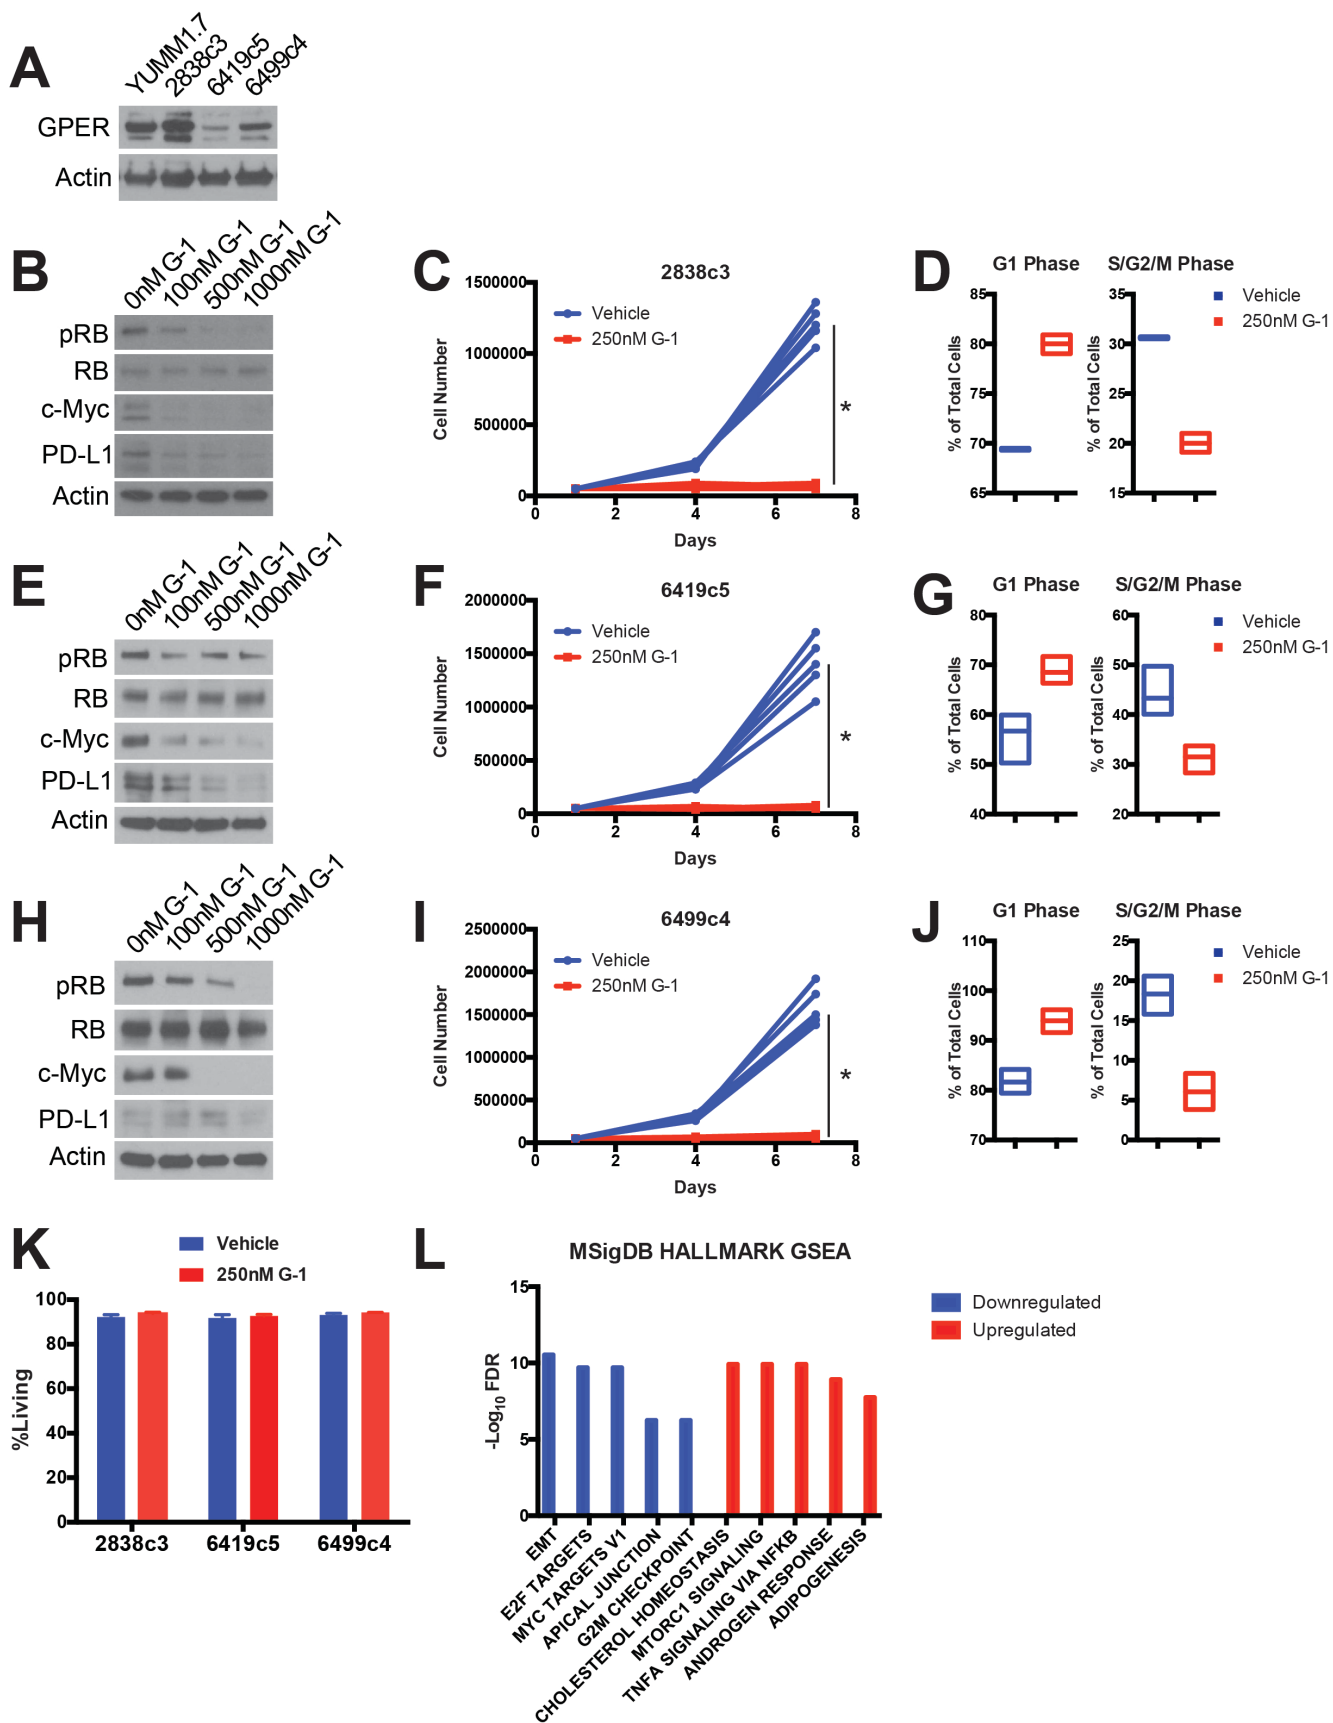 A
YUMM1.7
2838c3
6419c5
6499c4
GPER
Actin
B
0nM G-1
100nM G-1
500nM G-1
1000nM G-1
pRB
RB
c-Myc
PD-L1
Actin
C
2838c3
Vehicle
250nM G-1
Cell Number
1500000
1000000
500000
0
0 2 4 6 8
Days
*
D
G1 Phase
% of Total Cells
85
80
75
70
65
S/G2/M Phase
% of Total Cells
35
30
25
20
15
Vehicle
250nM G-1
E
0nM G-1
100nM G-1
500nM G-1
1000nM G-1
pRB
RB
c-Myc
PD-L1
Actin
F
6419c5
Vehicle
250nM G-1
Cell Number
2000000
1500000
1000000
500000
0
0 2 4 6 8
Days
*
G
G1 Phase
% of Total Cells
80
70
60
50
40
S/G2/M Phase
% of Total Cells
60
50
40
30
20
Vehicle
250nM G-1
H
0nM G-1
100nM G-1
500nM G-1
1000nM G-1
pRB
RB
c-Myc
PD-L1
Actin
I
6499c4
Vehicle
250nM G-1
Cell Number
2500000
2000000
1500000
1000000
500000
0
0 2 4 6 8
Days
*
J
G1 Phase
% of Total Cells
110
100
90
80
70
S/G2/M Phase
% of Total Cells
25
20
15
10
5
0
Vehicle
250nM G-1
K
Vehicle
250nM G-1
%Living
100
80
60
40
20
0
2838c3 6419c5 6499c4
L
MSigDB HALLMARK GSEA
Downregulated
Upregulated
-Log10 FDR
15
10
5
0
EMT
E2F TARGETS
MYC TARGETS V1
APICAL JUNCTION
G2M CHECKPOINT
CHOLESTEROL HOMEOSTASIS
MTORC1 SIGNALING
TNFA SIGNALING VIA NFKB
ANDROGEN RESPONSE
ADIPOGENESIS